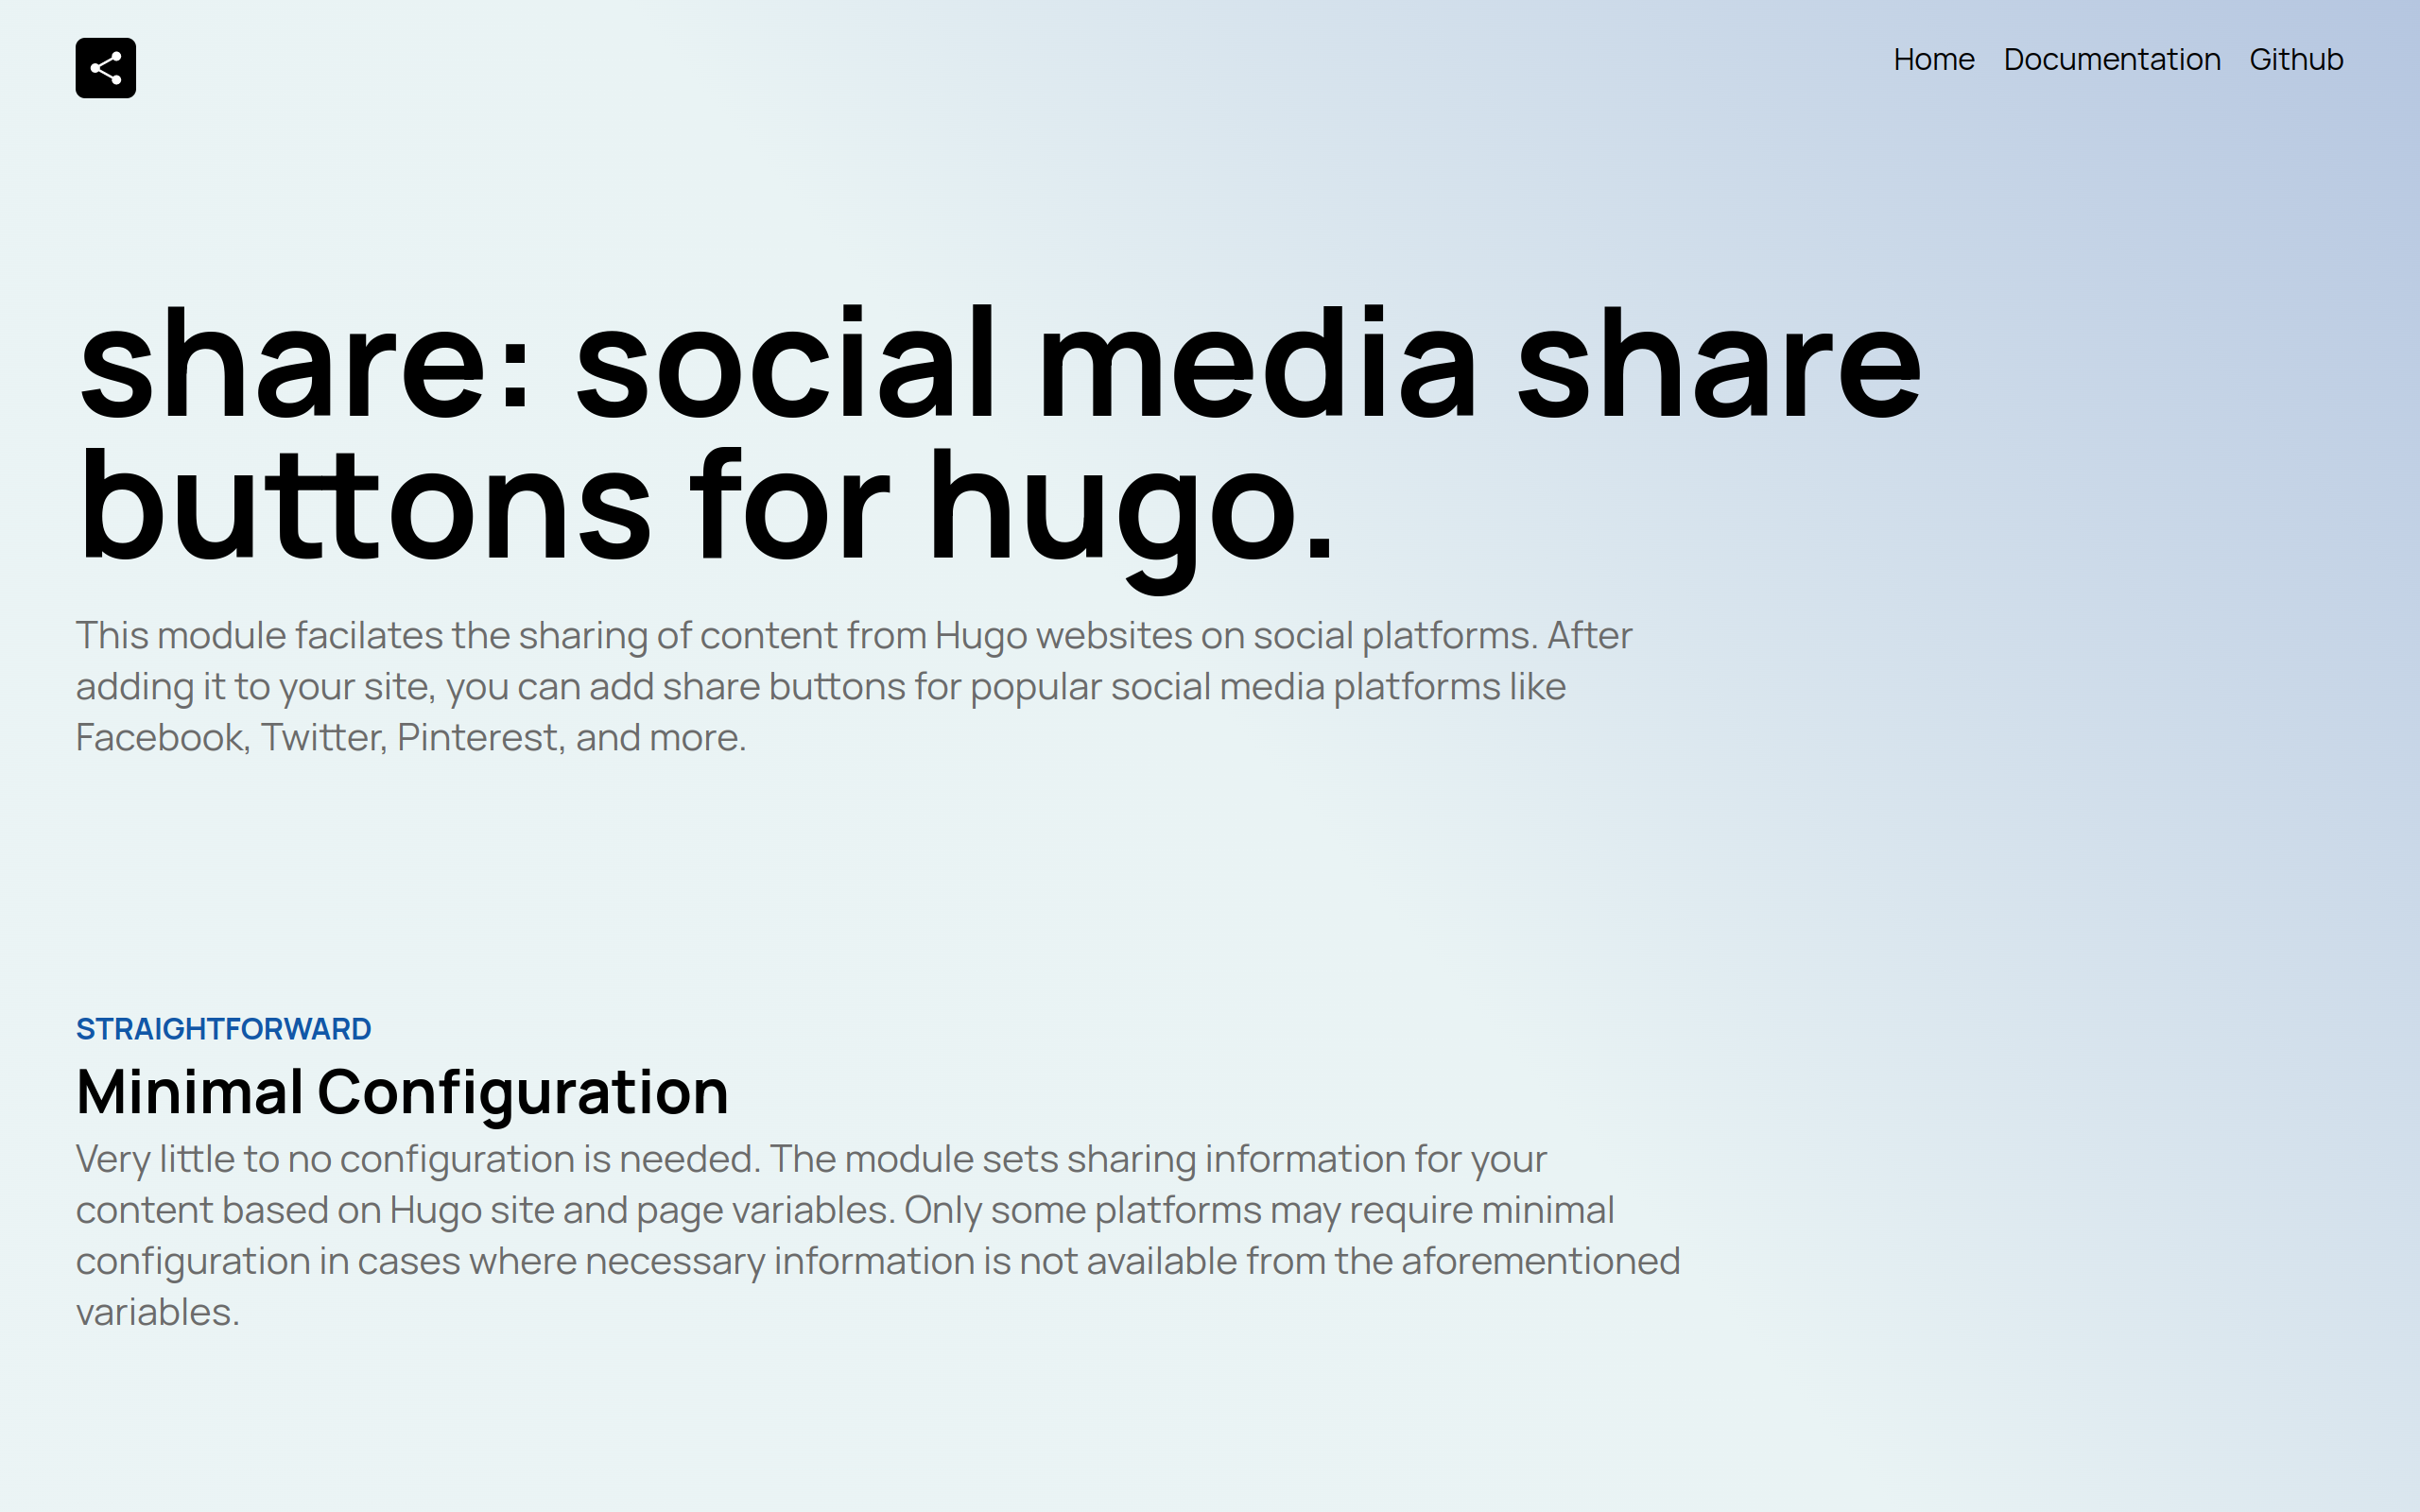 Home Documentation Github
share: social media share
buttons for hugo.
This module facilates the sharing of content from Hugo websites on social platforms. After
adding it to your site, you can add share buttons for popular social media platforms like
Facebook, Twitter, Pinterest, and more.
STRAIGHTFORWARD
Minimal Configuration
Very little to no configuration is needed. The module sets sharing information for your
content based on Hugo site and page variables. Only some platforms may require minimal
configuration in cases where necessary information is not available from the aforementioned
variables.